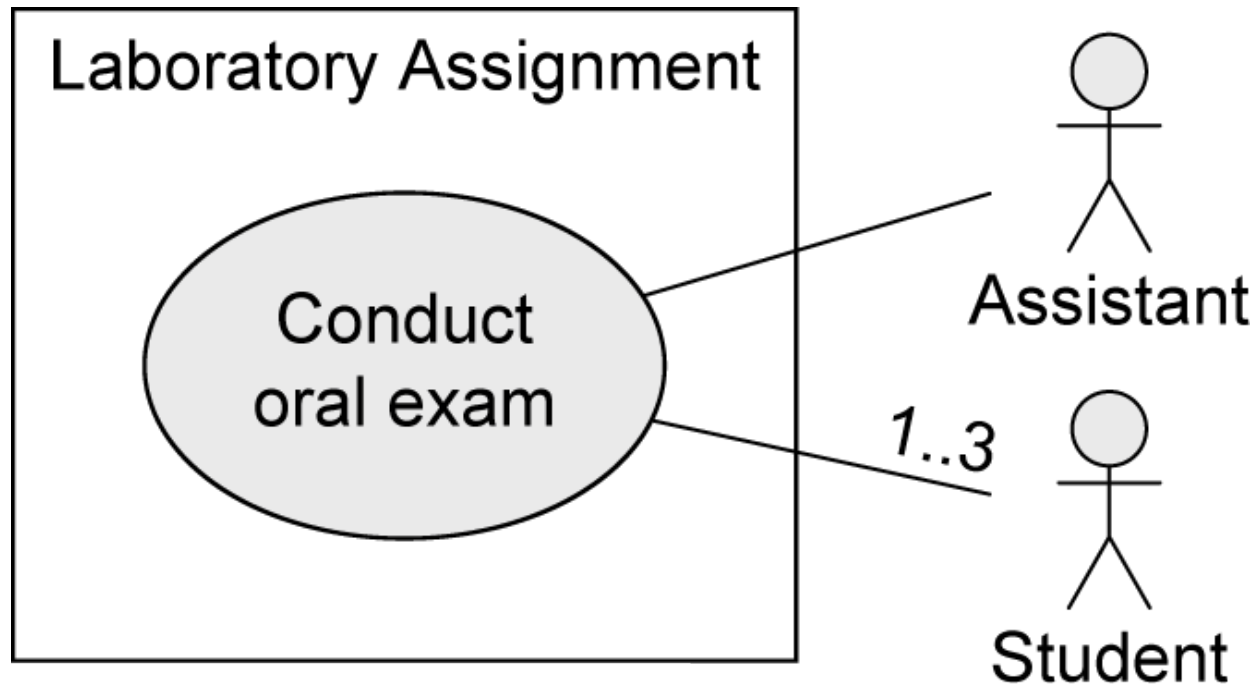 Laboratory Assignment
Conduct
oral exam
Assistant
1..3
Student